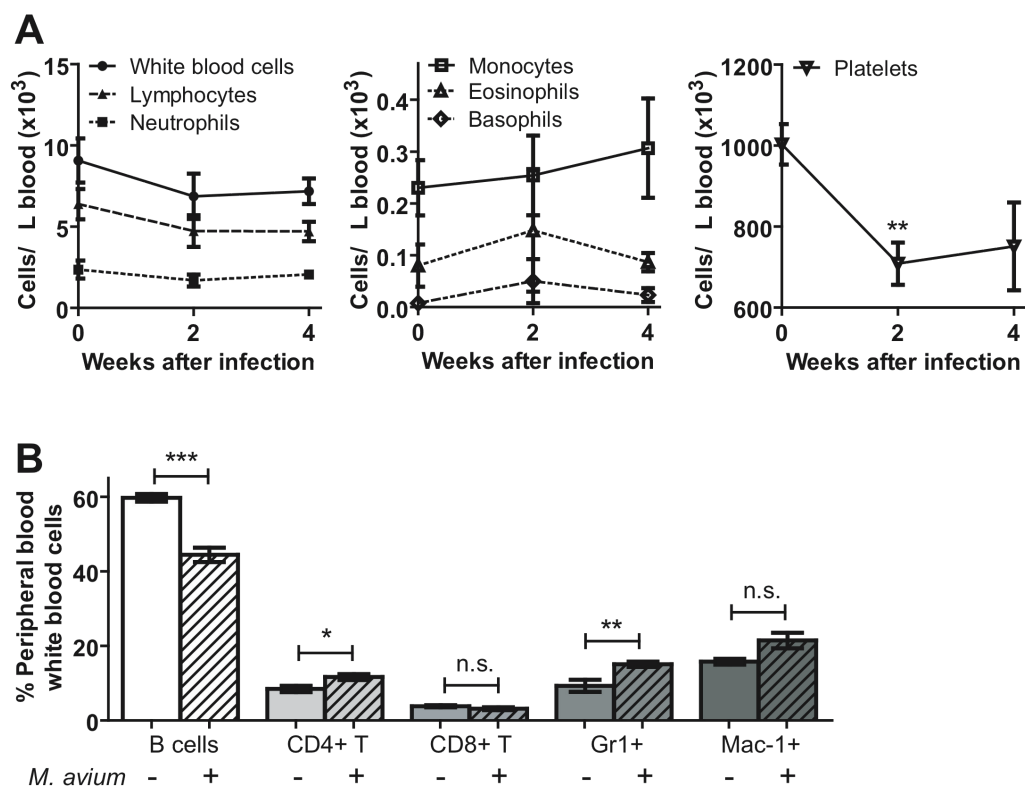 A
Cells/ L blood (x10³)
15
10
5
0
White blood cells
Lymphocytes
Neutrophils
0 2 4
Weeks after infection
Cells/ L blood (x10³)
0.4
0.3
0.2
0.1
0.0
Monocytes
Eosinophils
Basophils
0 2 4
Weeks after infection
Cells/ L blood (x10³)
1200
1000
800
600
Platelets
**
0 2 4
Weeks after infection
B
% Peripheral blood
white blood cells
60
40
20
0
***
*
n.s.
**
n.s.
B cells CD4+ T CD8+ T Gr1+ Mac-1+
M. avium - + - + - + - + - +